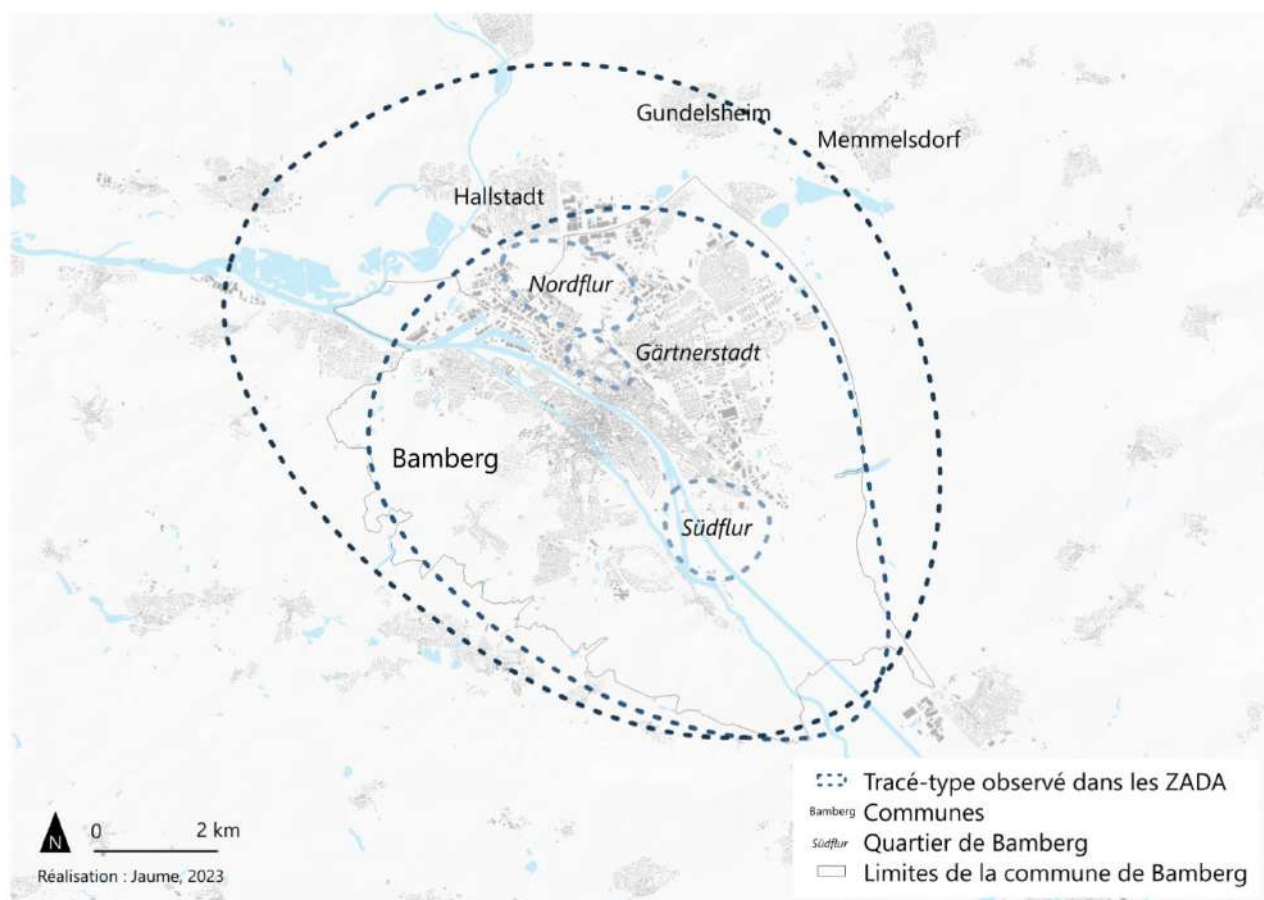 Gundelsheim
Memmelsdorf
Hallstadt
Nordflur
Gärtnerstadt
Bamberg
Südflur
Tracé-type observé dans les ZADA
Bamberg Communes
Südflur Quartier de Bamberg
Limites de la commune de Bamberg
N
0 2 km
Réalisation : Jaume, 2023